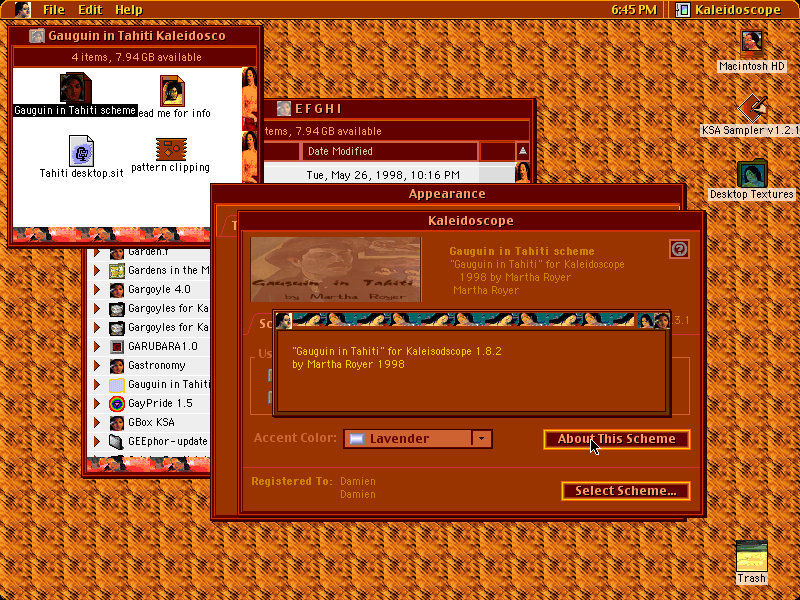 File Edit Help
6:45 PM
Kaleidoscope
Gauguin in Tahiti Kaleidosco
4 items, 7.94 GB available
Gauguin in Tahiti scheme
ead me for info
Tahiti desktop.sit
pattern clipping
E F G H I
tems, 7.94 GB available
Date Modified
Tue, May 26, 1998, 10:16 PM
Garden.f
Gardens in the M
Gargoyle 4.0
Gargoyles for Ka
Gargoyles for Ka
GARUBARA1.0
Gastronomy
Gauguin in Tahiti
GayPride 1.5
GBox KSA
GEEphor-update
Appearance
T
Kaleidoscope
Gauguin in Tahiti
by Martha Royer
Gauguin in Tahiti scheme
"Gauguin in Tahiti" for Kaleidoscope
1998 by Martha Royer
Martha Royer
Sc
.3.1
Us
"Gauguin in Tahiti" for Kaleisodscope 1.8.2
by Martha Royer 1998
Accent Color:
Lavender
About This Scheme
Registered To: Damien
Damien
Select Scheme...
Macintosh HD
KSA Sampler v1.2.1
Desktop Textures
Trash